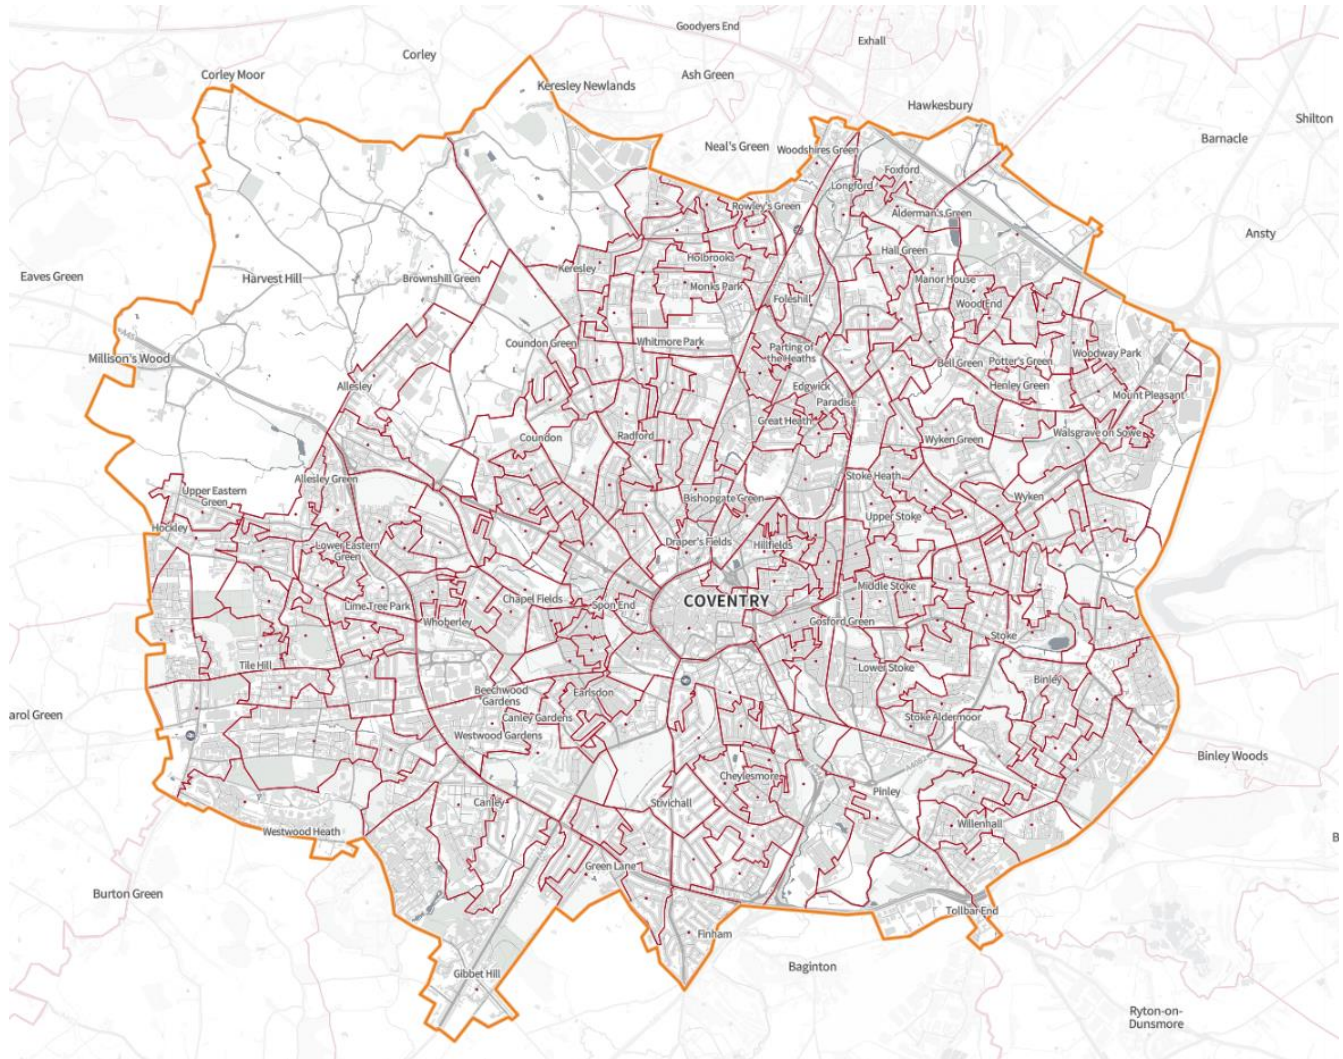 Goodyers End
Exhall
Corley
Corley Moor
Ash Green
Keresley Newlands
Hawkesbury
Shilton
Barnacle
Neal's Green
Woodshires Green
Foxford
Longford
Rowley's Green
Alderman's Green
Ansty
Hall Green
Holbrooks
Keresley
Eaves Green
Harvest Hill
Brownshill Green
Monks Park
Manor House
Foleshill
Wood End
Coundon Green
Whitmore Park
Parting of
the Heaths
Millison's Wood
Woodway Park
Bell Green
Potter's Green
Allesley
Edgwick
Henley Green
Mount Pleasant
Paradise
Great Heath
Coundon
Radford
Wyken Green
Walsgrave on Sowe
Allesley Green
Stoke Heath
Upper Eastern
Green
Bishopgate Green
Wyken
Hockley
Upper Stoke
Draper's Fields
Hillfields
Lower Eastern
Green
Middle Stoke
COVENTRY
Chapel Fields
Spon End
Lime Tree Park
Whoberley
Gosford Green
Stoke
Tile Hill
Lower Stoke
Binley
Beechwood
Gardens
Earlsdon
arol Green
Canley Gardens
Stoke Aldermoor
Westwood Gardens
Binley Woods
Cheylesmore
Pinley
Canley
Stivichall
Willenhall
Westwood Heath
B
Green Lane
Burton Green
Tollbar End
Finham
Baginton
Gibbet Hill
Ryton-on-
Dunsmore